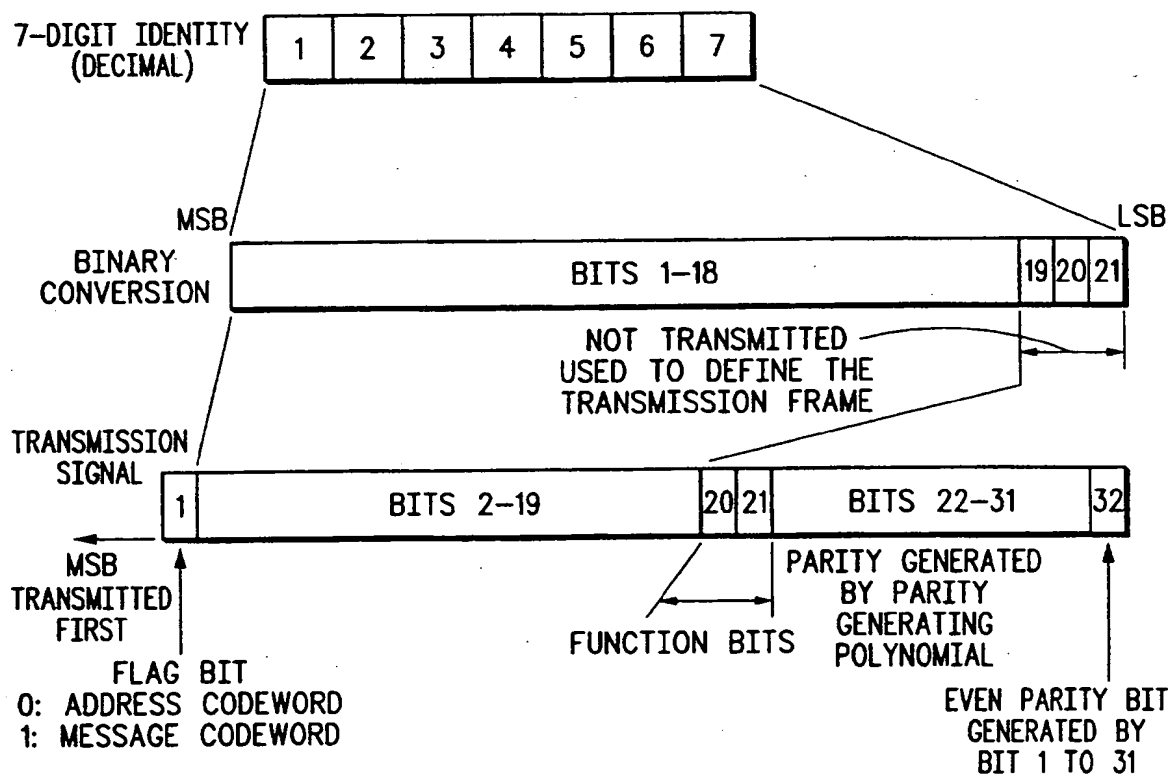 7-DIGIT IDENTITY
(DECIMAL)
1 2 3 4 5 6 7
MSB
LSB
BINARY
CONVERSION
BITS 1-18 19 20 21
NOT TRANSMITTED
USED TO DEFINE THE
TRANSMISSION FRAME
TRANSMISSION
SIGNAL
1 BITS 2-19 20 21 BITS 22-31 32
MSB
TRANSMITTED
FIRST
FUNCTION BITS
PARITY GENERATED
BY PARITY
GENERATING
POLYNOMIAL
FLAG BIT
0: ADDRESS CODEWORD
1: MESSAGE CODEWORD
EVEN PARITY BIT
GENERATED BY
BIT 1 TO 31